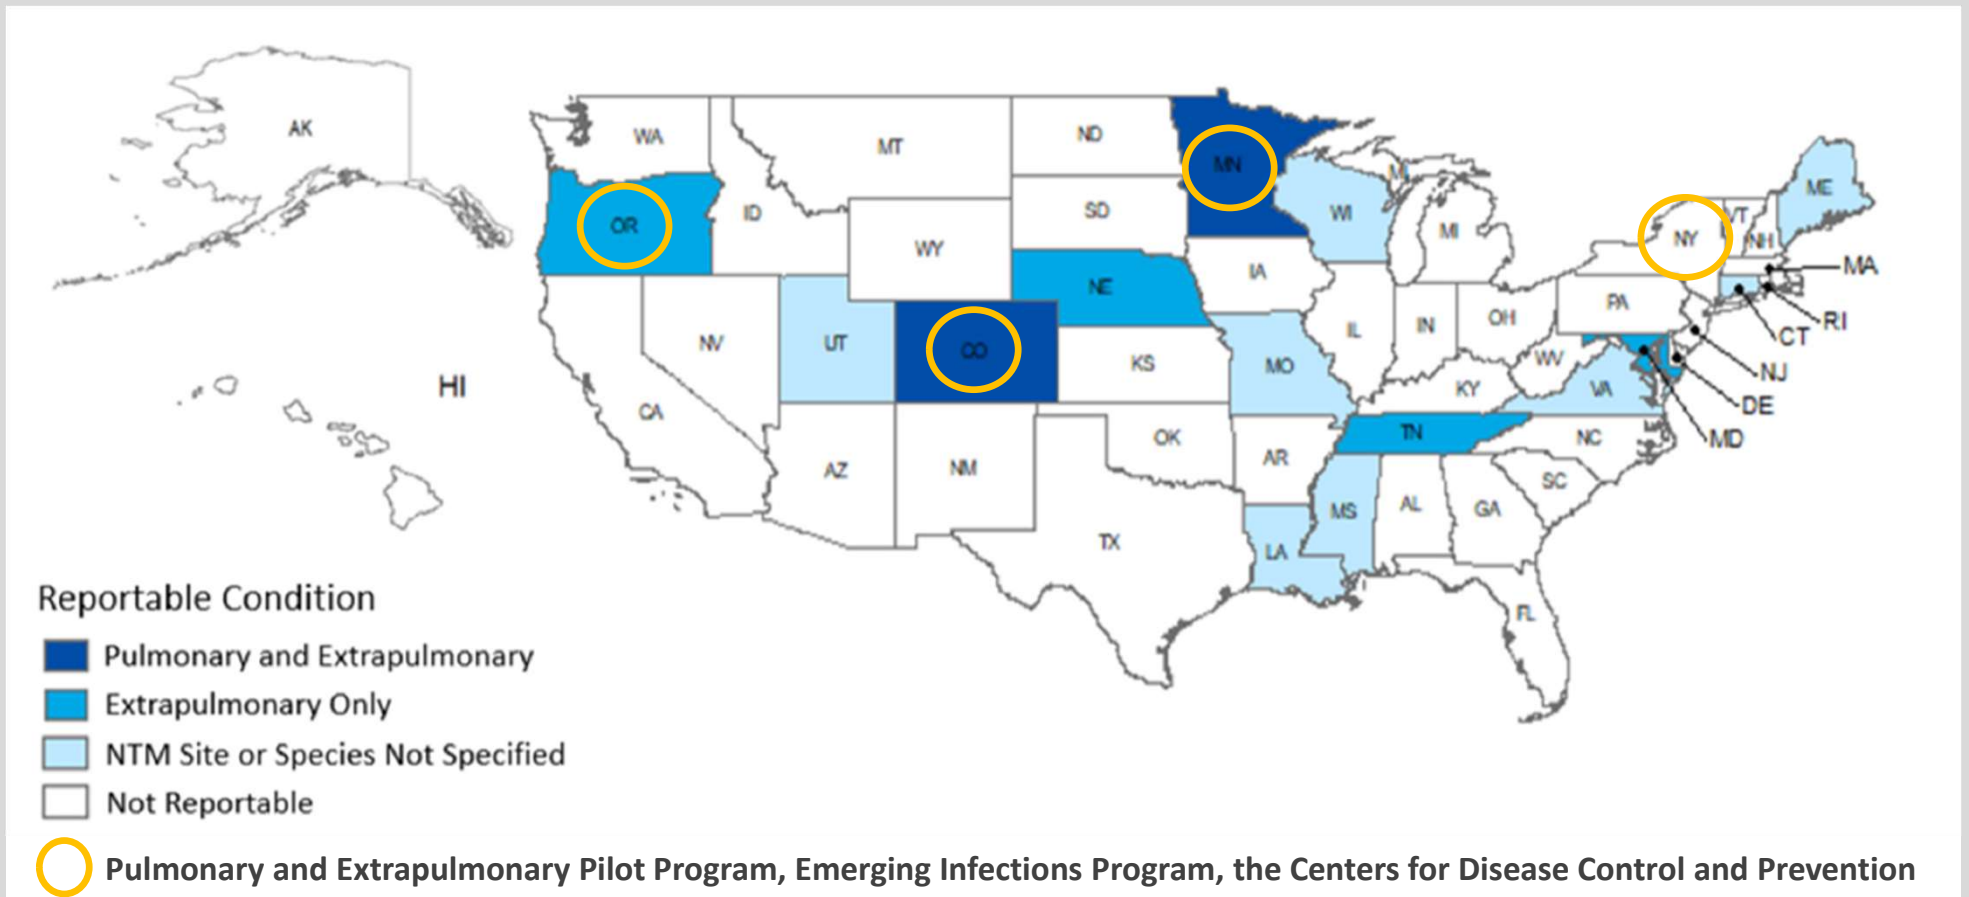 AK
WA
MT
ND
MN
MI
ME
OR
ID
SD
WI
MI
NY
VT
NH
WY
IA
MA
NE
PA
RI
NV
UT
CO
IL
IN
OH
CT
HI
KS
MO
WV
NJ
CA
KY
VA
DE
OK
TN
NC
MD
AZ
NM
AR
SC
MS
AL
GA
TX
LA
FL
Reportable Condition
Pulmonary and Extrapulmonary
Extrapulmonary Only
NTM Site or Species Not Specified
Not Reportable
Pulmonary and Extrapulmonary Pilot Program, Emerging Infections Program, the Centers for Disease Control and Prevention